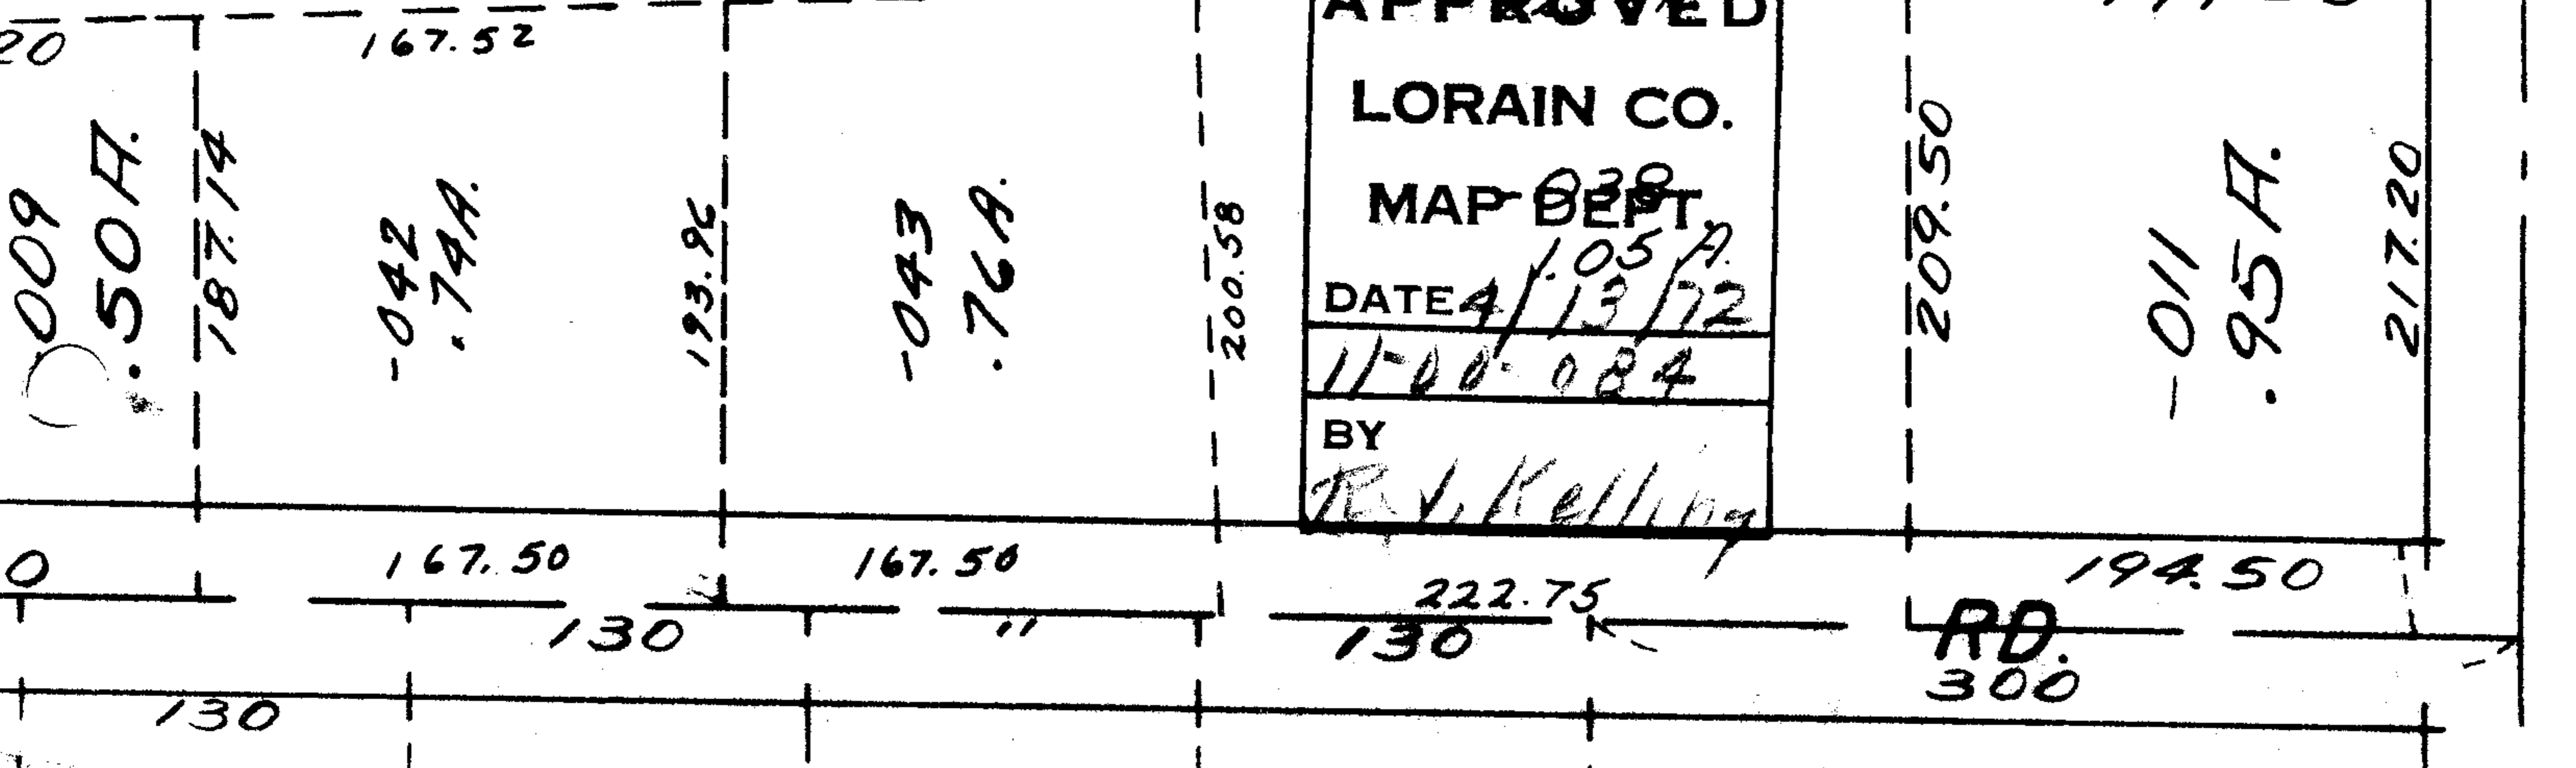 20
167.52
APPROVED
LORAIN CO.
MAP DEPT.
-038
1.05 A.
DATE 4/13/72
11-00-084
BY
R. J. Kelling
009
.50 A.
187.14
-042
.74 A.
193.96
-043
.76 A.
200.58
209.50
-011
.95 A.
217.20
0
167.50
167.50
222.75
194.50
130
"
130
RD.
300
130